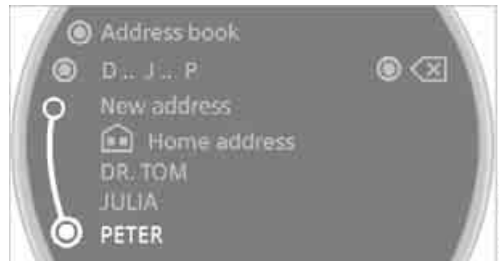 Address book
D .. J .. P
New address
Home address
DR. TOM
JULIA
PETER